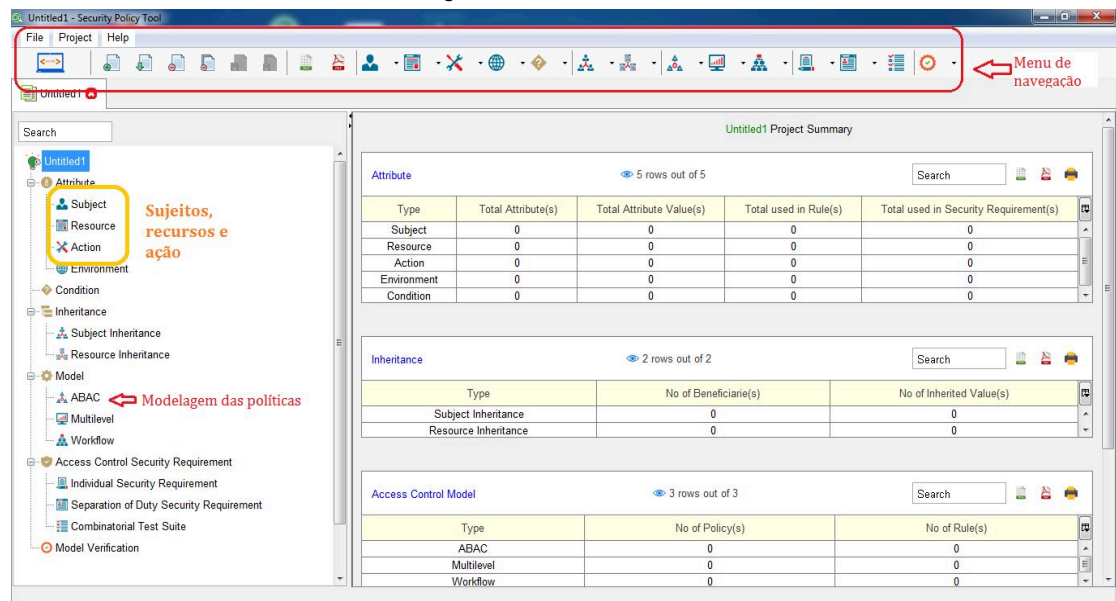 Untitled1 - Security Policy Tool
File Project Help
Menu de
navegação
Untitled1
Search
Untitled1
Attribute
Subject
Resource
Action
Environment
Sujeitos,
recursos e
ação
Condition
Inheritance
Subject Inheritance
Resource Inheritance
Model
ABAC
Modelagem das políticas
Multilevel
Workflow
Access Control Security Requirement
Individual Security Requirement
Separation of Duty Security Requirement
Combinatorial Test Suite
Model Verification
Untitled1 Project Summary
Attribute 5 rows out of 5 Search
Type Total Attribute(s) Total Attribute Value(s) Total used in Rule(s) Total used in Security Requirement(s)
Subject 0 0 0 0
Resource 0 0 0 0
Action 0 0 0 0
Environment 0 0 0 0
Condition 0 0 0 0
Inheritance 2 rows out of 2 Search
Type No of Beneficiarie(s) No of Inherited Value(s)
Subject Inheritance 0 0
Resource Inheritance 0 0
Access Control Model 3 rows out of 3 Search
Type No of Policy(s) No of Rule(s)
ABAC 0 0
Multilevel 0 0
Workflow 0 0